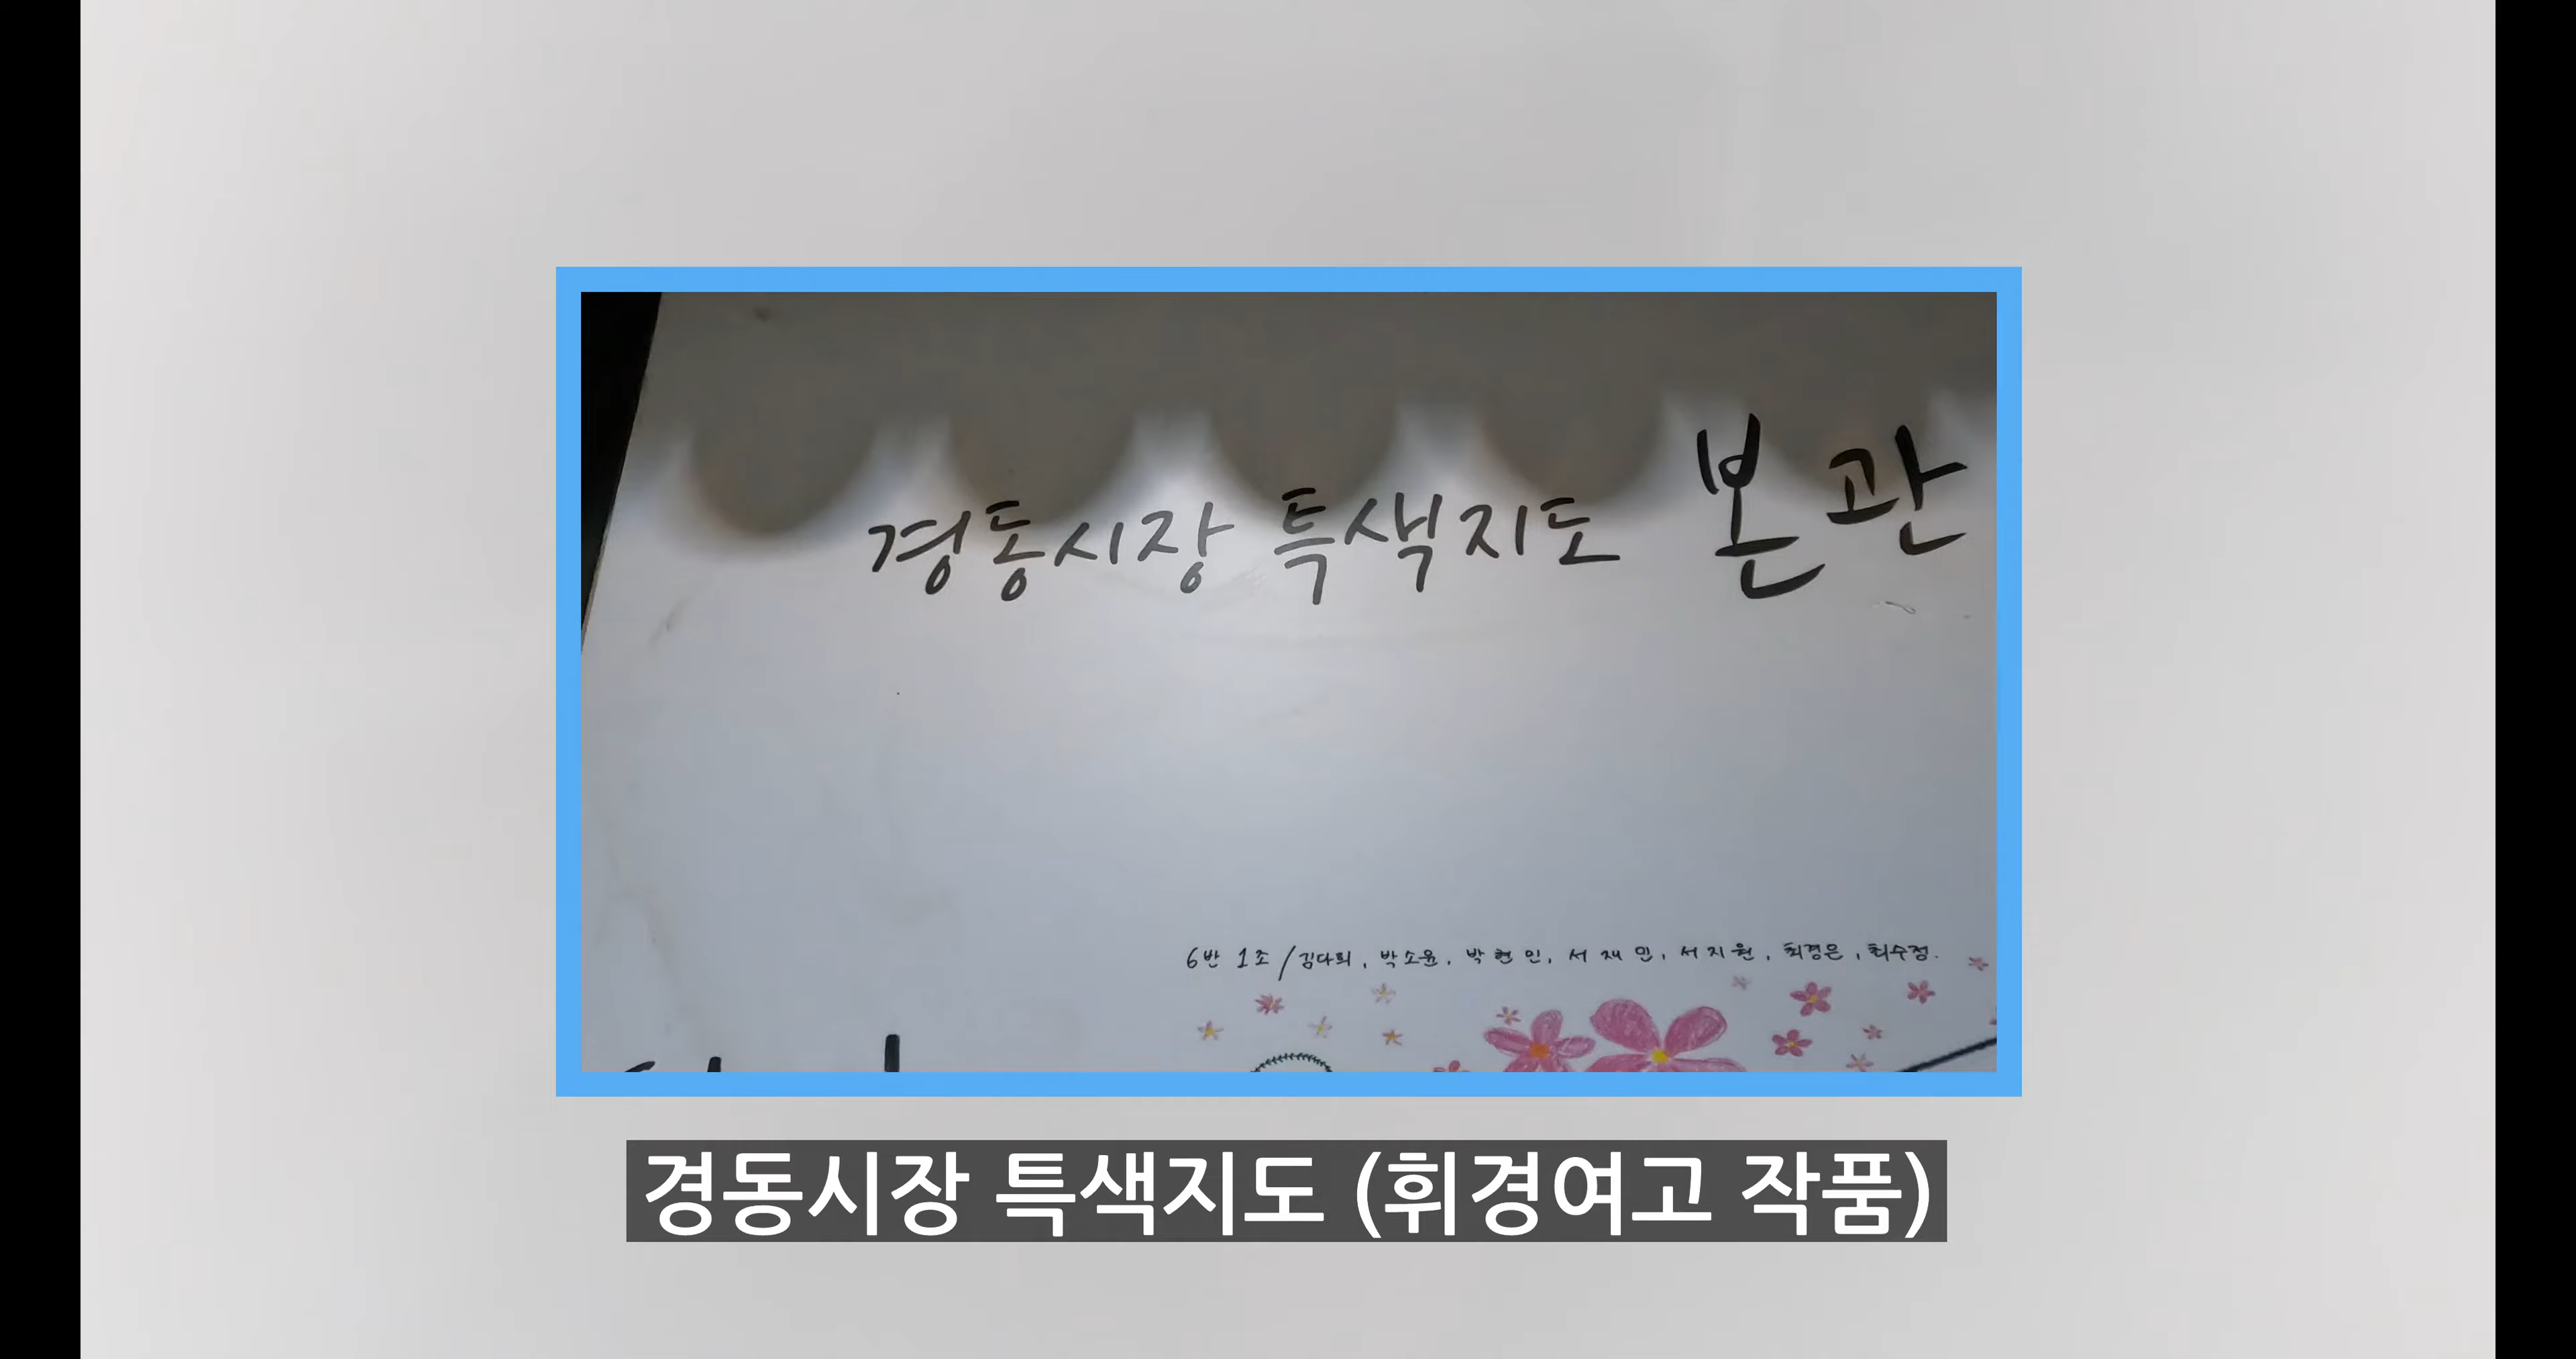 경동시장 특색지도 본관
6반 1조 / 김다희, 박소윤, 박현인, 서재민, 서지원, 최경은, 최수정.
경동시장 특색지도 (휘경여고 작품)